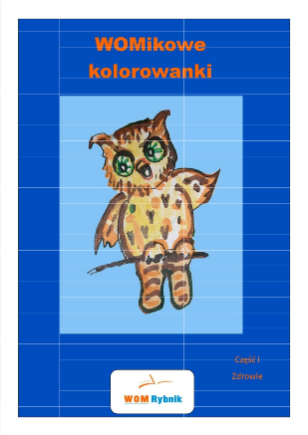 WOMikowe
kolorowanki
Część I
Zdrowie
WOM Rybnik